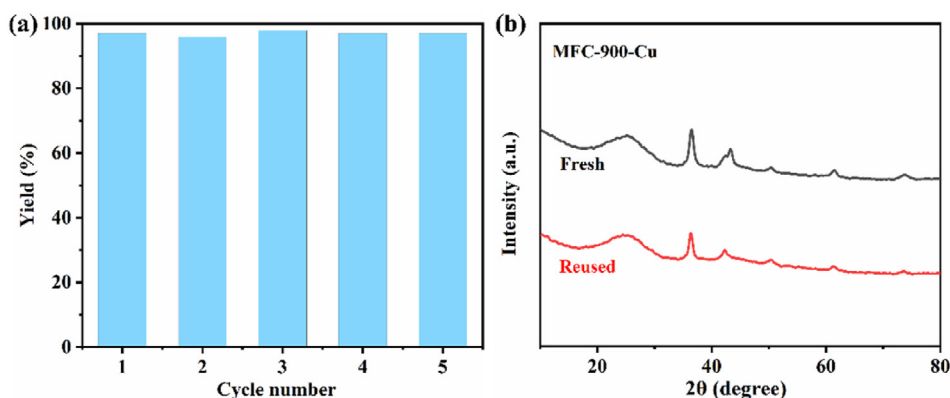 (a)
100
80
60
40
20
0
Yield (%)
1 2 3 4 5
Cycle number
(b)
MFC-900-Cu
Fresh
Reused
Intensity (a.u.)
20 40 60 80
2θ (degree)